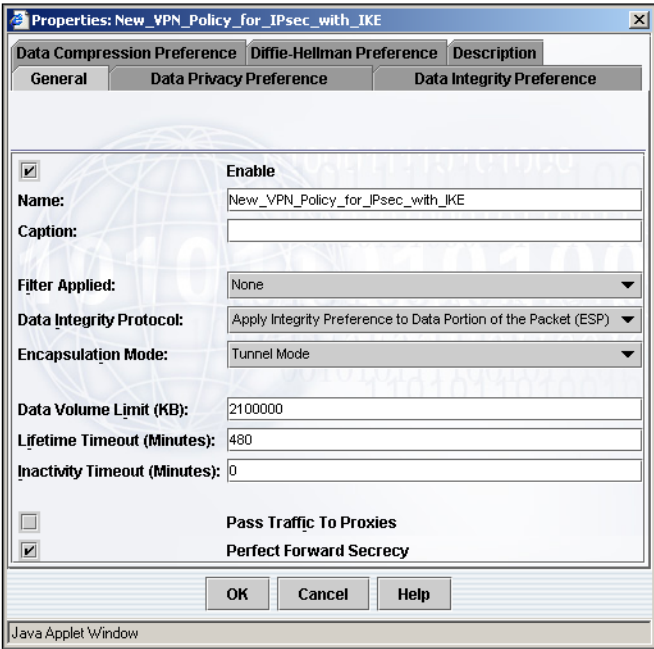 Properties: New_VPN_Policy_for_IPsec_with_IKE
Data Compression Preference Diffie-Hellman Preference Description
General Data Privacy Preference Data Integrity Preference
Enable
Name: New_VPN_Policy_for_IPsec_with_IKE
Caption:
Filter Applied: None
Data Integrity Protocol: Apply Integrity Preference to Data Portion of the Packet (ESP)
Encapsulation Mode: Tunnel Mode
Data Volume Limit (KB): 2100000
Lifetime Timeout (Minutes): 480
Inactivity Timeout (Minutes): 0
Pass Traffic To Proxies
Perfect Forward Secrecy
OK Cancel Help
Java Applet Window